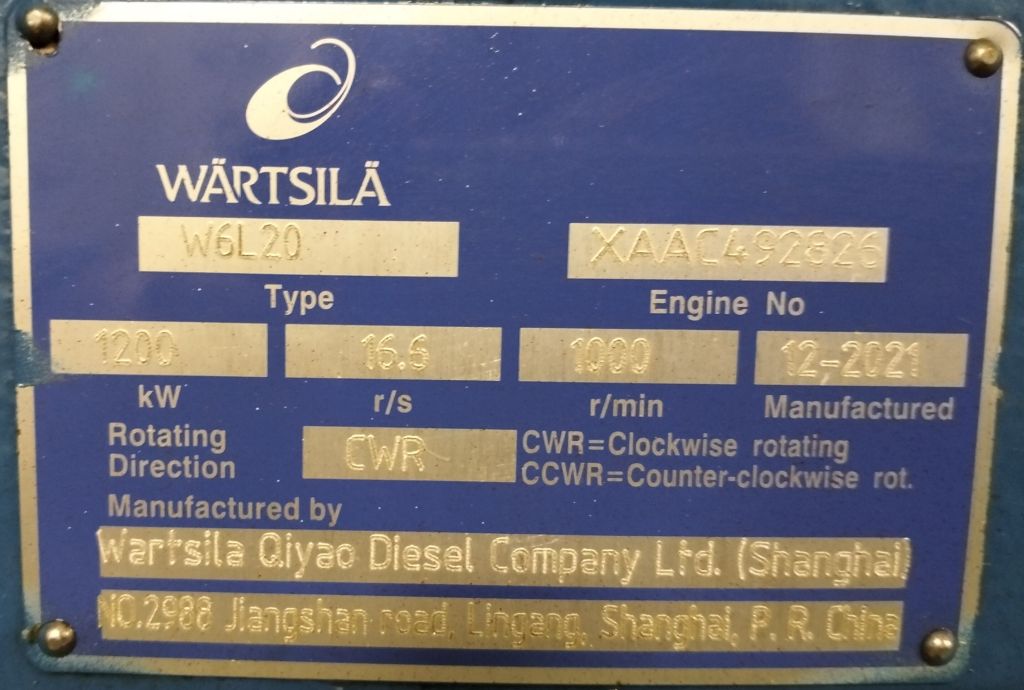 WÄRTSILÄ
W6L20 XAAC492826
Type Engine No
1200 16.6 1000 12-2021
kW r/s r/min Manufactured
Rotating
Direction CWR CWR=Clockwise rotating
CCWR=Counter-clockwise rot.
Manufactured by
Wartsila Qiyao Diesel Company Ltd. (Shanghai)
NO.2988 Jiangshan road, Lingang, Shanghai, P. R. China